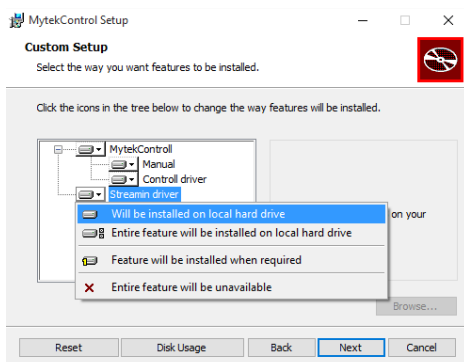 MytekControl Setup
Custom Setup
Select the way you want features to be installed.
Click the icons in the tree below to change the way features will be installed.
MytekControll
Manual
Controll driver
Streamin driver
Will be installed on local hard drive
on your
Entire feature will be installed on local hard drive
Feature will be installed when required
Entire feature will be unavailable
Browse...
Reset
Disk Usage
Back
Next
Cancel